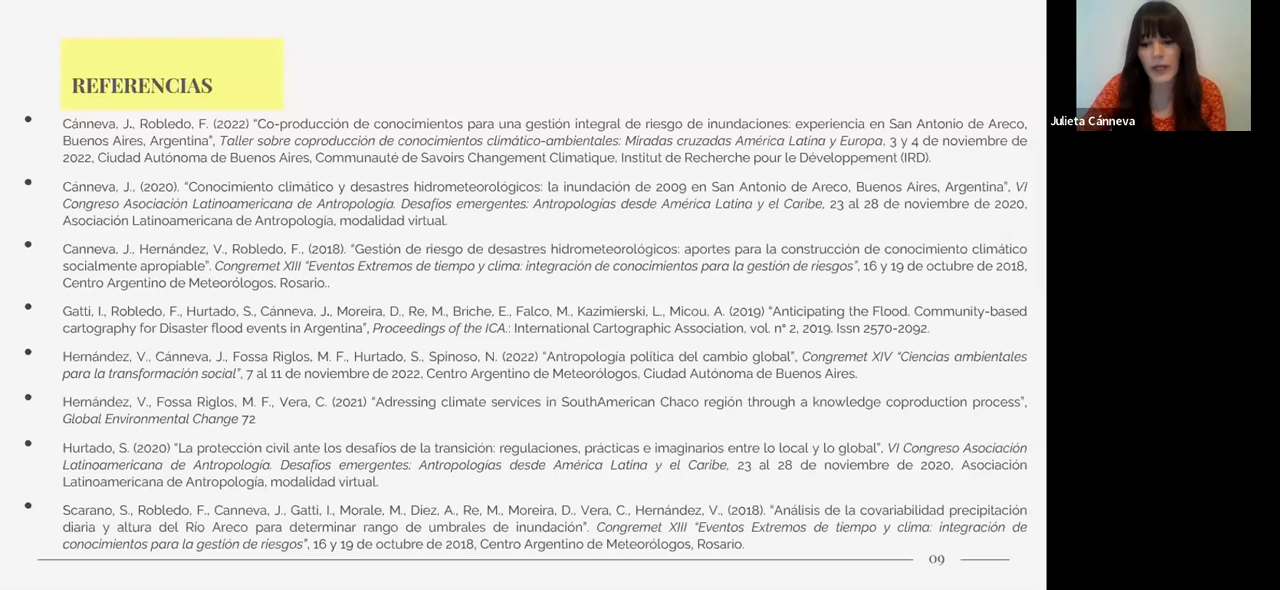 REFERENCIAS
Cánneva, J., Robledo, F. (2022) “Co-producción de conocimientos para una gestión integral de riesgo de inundaciones: experiencia en San Antonio de Areco,
Buenos Aires, Argentina”, Taller sobre coproducción de conocimientos climático-ambientales: Miradas cruzadas América Latina y Europa, 3 y 4 de noviembre de
2022, Ciudad Autónoma de Buenos Aires, Communauté de Savoirs Changement Climatique, Institut de Recherche pour le Développement (IRD).
Cánneva, J., (2020). “Conocimiento climático y desastres hidrometeorológicos: la inundación de 2009 en San Antonio de Areco, Buenos Aires, Argentina”, VI
Congreso Asociación Latinoamericana de Antropología. Desafíos emergentes: Antropologías desde América Latina y el Caribe, 23 al 28 de noviembre de 2020,
Asociación Latinoamericana de Antropología, modalidad virtual.
Canneva, J., Hernández, V., Robledo, F., (2018). “Gestión de riesgo de desastres hidrometeorológicos: aportes para la construcción de conocimiento climático
socialmente apropiable”. Congremet XIII “Eventos Extremos de tiempo y clima: integración de conocimientos para la gestión de riesgos”, 16 y 19 de octubre de 2018,
Centro Argentino de Meteorólogos, Rosario..
Gatti, I., Robledo, F., Hurtado, S., Cánneva, J., Moreira, D., Re, M., Briche, E., Falco, M., Kazimierski, L., Micou, A. (2019) “Anticipating the Flood. Community-based
cartography for Disaster flood events in Argentina”, Proceedings of the ICA.: International Cartographic Association, vol. n° 2, 2019. Issn 2570-2092.
Hernández, V., Cánneva, J., Fossa Riglos, M. F., Hurtado, S., Spinoso, N. (2022) “Antropología política del cambio global”, Congremet XIV “Ciencias ambientales
para la transformación social”, 7 al 11 de noviembre de 2022, Centro Argentino de Meteorólogos, Ciudad Autónoma de Buenos Aires.
Hernández, V., Fossa Riglos, M. F., Vera, C. (2021) “Adressing climate services in SouthAmerican Chaco región through a knowledge coproduction process”,
Global Environmental Change 72
Hurtado, S. (2020) “La protección civil ante los desafíos de la transición: regulaciones, prácticas e imaginarios entre lo local y lo global”, VI Congreso Asociación
Latinoamericana de Antropología. Desafíos emergentes: Antropologías desde América Latina y el Caribe, 23 al 28 de noviembre de 2020, Asociación
Latinoamericana de Antropología, modalidad virtual.
Scarano, S., Robledo, F., Canneva, J., Gatti, I., Morale, M., Diez, A., Re, M., Moreira, D., Vera, C., Hernández, V., (2018). “Análisis de la covariabilidad precipitación
diaria y altura del Río Areco para determinar rango de umbrales de inundación”. Congremet XIII “Eventos Extremos de tiempo y clima: integración de
conocimientos para la gestión de riesgos”, 16 y 19 de octubre de 2018, Centro Argentino de Meteorólogos, Rosario.
09
Julieta Cánneva